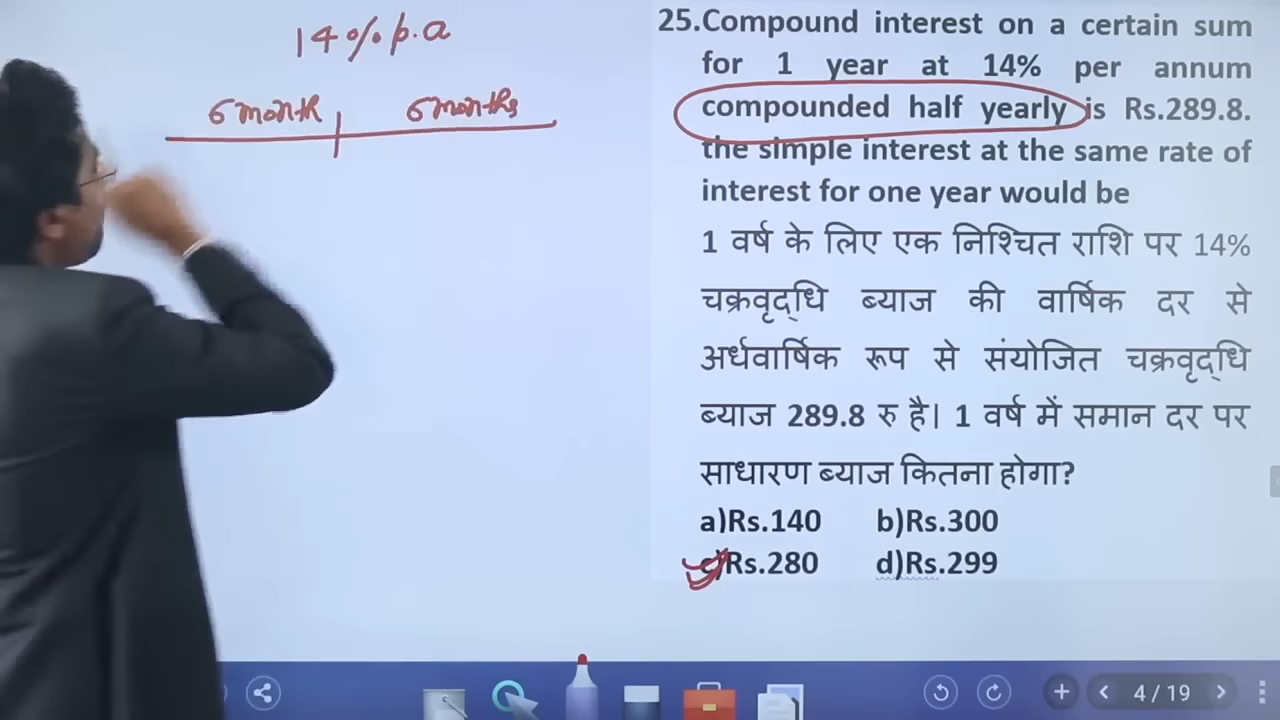 14% p.a
6 month
6 months
25.Compound interest on a certain sum
for 1 year at 14% per annum
compounded half yearly is Rs.289.8.
the simple interest at the same rate of
interest for one year would be
1 वर्ष के लिए एक निश्चित राशि पर 14%
चक्रवृद्धि ब्याज की वार्षिक दर से
अर्धवार्षिक रूप से संयोजित चक्रवृद्धि
ब्याज 289.8 रु है। 1 वर्ष में समान दर पर
साधारण ब्याज कितना होगा?
a)Rs.140 b)Rs.300
c)Rs.280 d)Rs.299
4 / 19